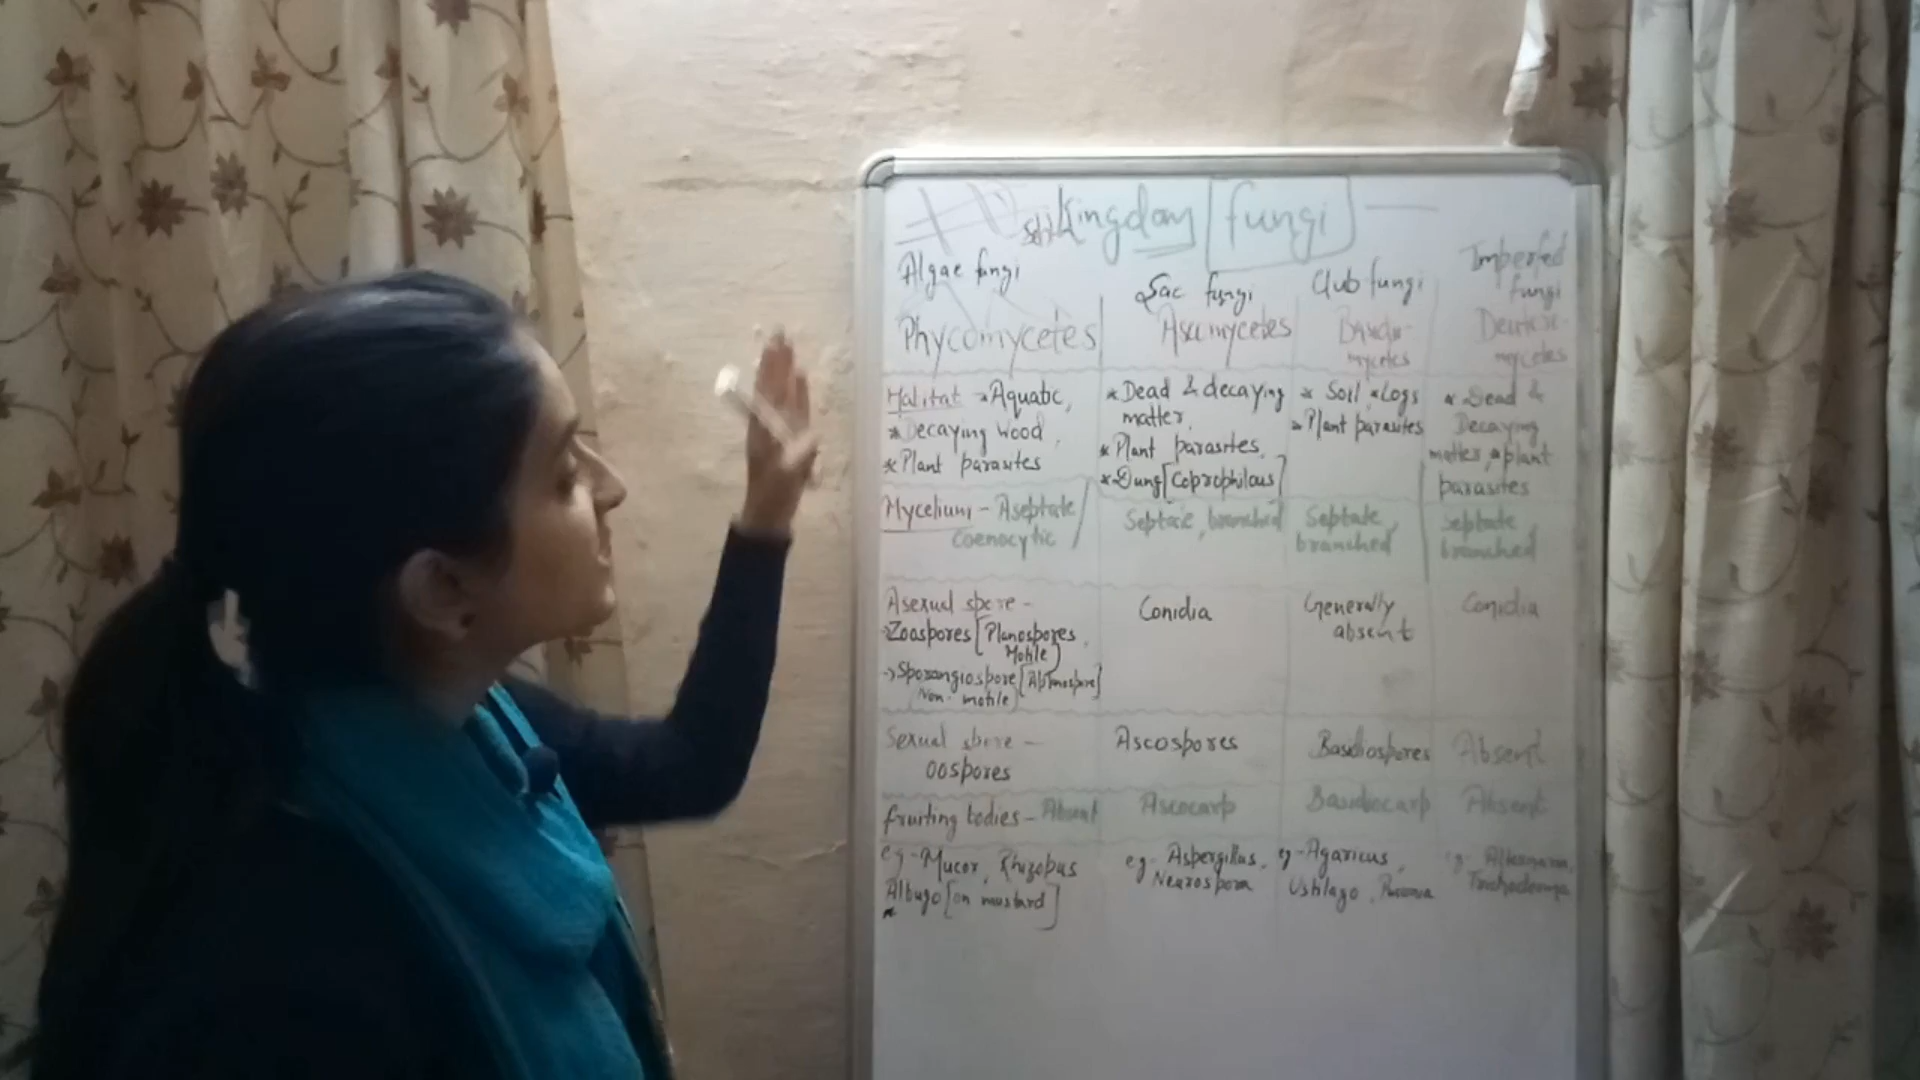 Kingdom fungi
Algae fungi
Sac fungi
Club fungi
Imperfect
fungi
Phycomycetes
Ascomycetes
Basidio-
mycetes
Deutero-
mycetes
Habitat → Aquatic,
* Decaying wood,
* Plant parasites
* Dead & decaying
matter,
* Plant parasites,
* Dung [Coprophilous]
* Soil, * Logs
* Plant parasites
* Dead &
Decaying
matter, * plant
parasites
Mycelium - Aseptate
Coenocytic
Septate, branched
Septate,
branched
Septate,
branched
Asexual spore -
→ Zoospores [Planospores,
Motile]
→ Sporangiospore [Aplanospore]
(Non-motile)
Conidia
Generally
absent
Conidia
Sexual spore -
oospores
Ascospores
Basidiospores
Absent
fruiting bodies - Absent
Ascocarp
Basidiocarp
Absent
eg - Mucor, Rhizopus
Albugo [on mustard]
eg - Aspergillus,
Neurospora
eg - Agaricus,
Ustilago, Puccinia
eg - Alternaria,
Trichoderma